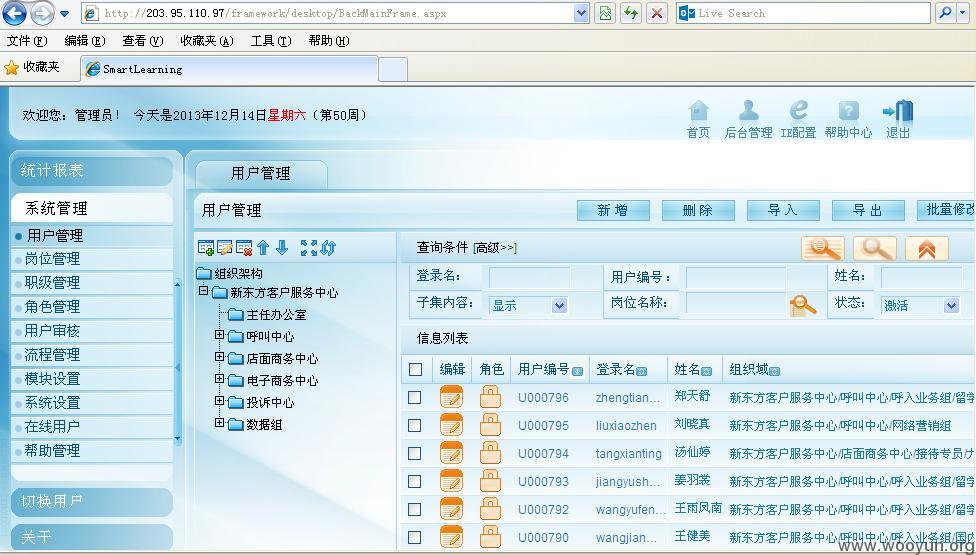 http://203.95.110.97/framework/desktop/BackMainFrame.aspx Live Search
文件(F) 编辑(E) 查看(V) 收藏夹(A) 工具(T) 帮助(H)
收藏夹 SmartLearning
欢迎您: 管理员! 今天是2013年12月14日星期六 (第50周)
首页 后台管理 IE配置 帮助中心 退出
统计报表
系统管理
用户管理
岗位管理
职级管理
角色管理
用户审核
流程管理
模块设置
系统设置
在线用户
帮助管理
切换用户
关于
用户管理
用户管理 新增 删除 导入 导出 批量修改
组织架构
新东方客户服务中心
主任办公室
呼叫中心
店面商务中心
电子商务中心
投诉中心
数据组
查询条件 [高级>>]
登录名: 用户编号: 姓名:
子集内容: 显示 岗位名称: 状态: 激活
信息列表
编辑 角色 用户编号 登录名 姓名 组织域
U000796 zhengtian... 郑天舒 新东方客户服务中心/呼叫中心/呼入业务组/留学
U000795 liuxiaozhen 刘晓真 新东方客户服务中心/呼叫中心/网络营销组
U000794 tangxianting 汤仙婷 新东方客户服务中心/店面商务中心/接待专员/
U000793 jiangyush... 姜羽裳 新东方客户服务中心/呼叫中心/呼入业务组/留学
U000792 wangyufen... 王雨凤南 新东方客户服务中心/呼叫中心/呼入业务组/留学
U000790 wangjian... 王健美 新东方客户服务中心/呼叫中心/呼入业务组/国内
www.wooyun.org